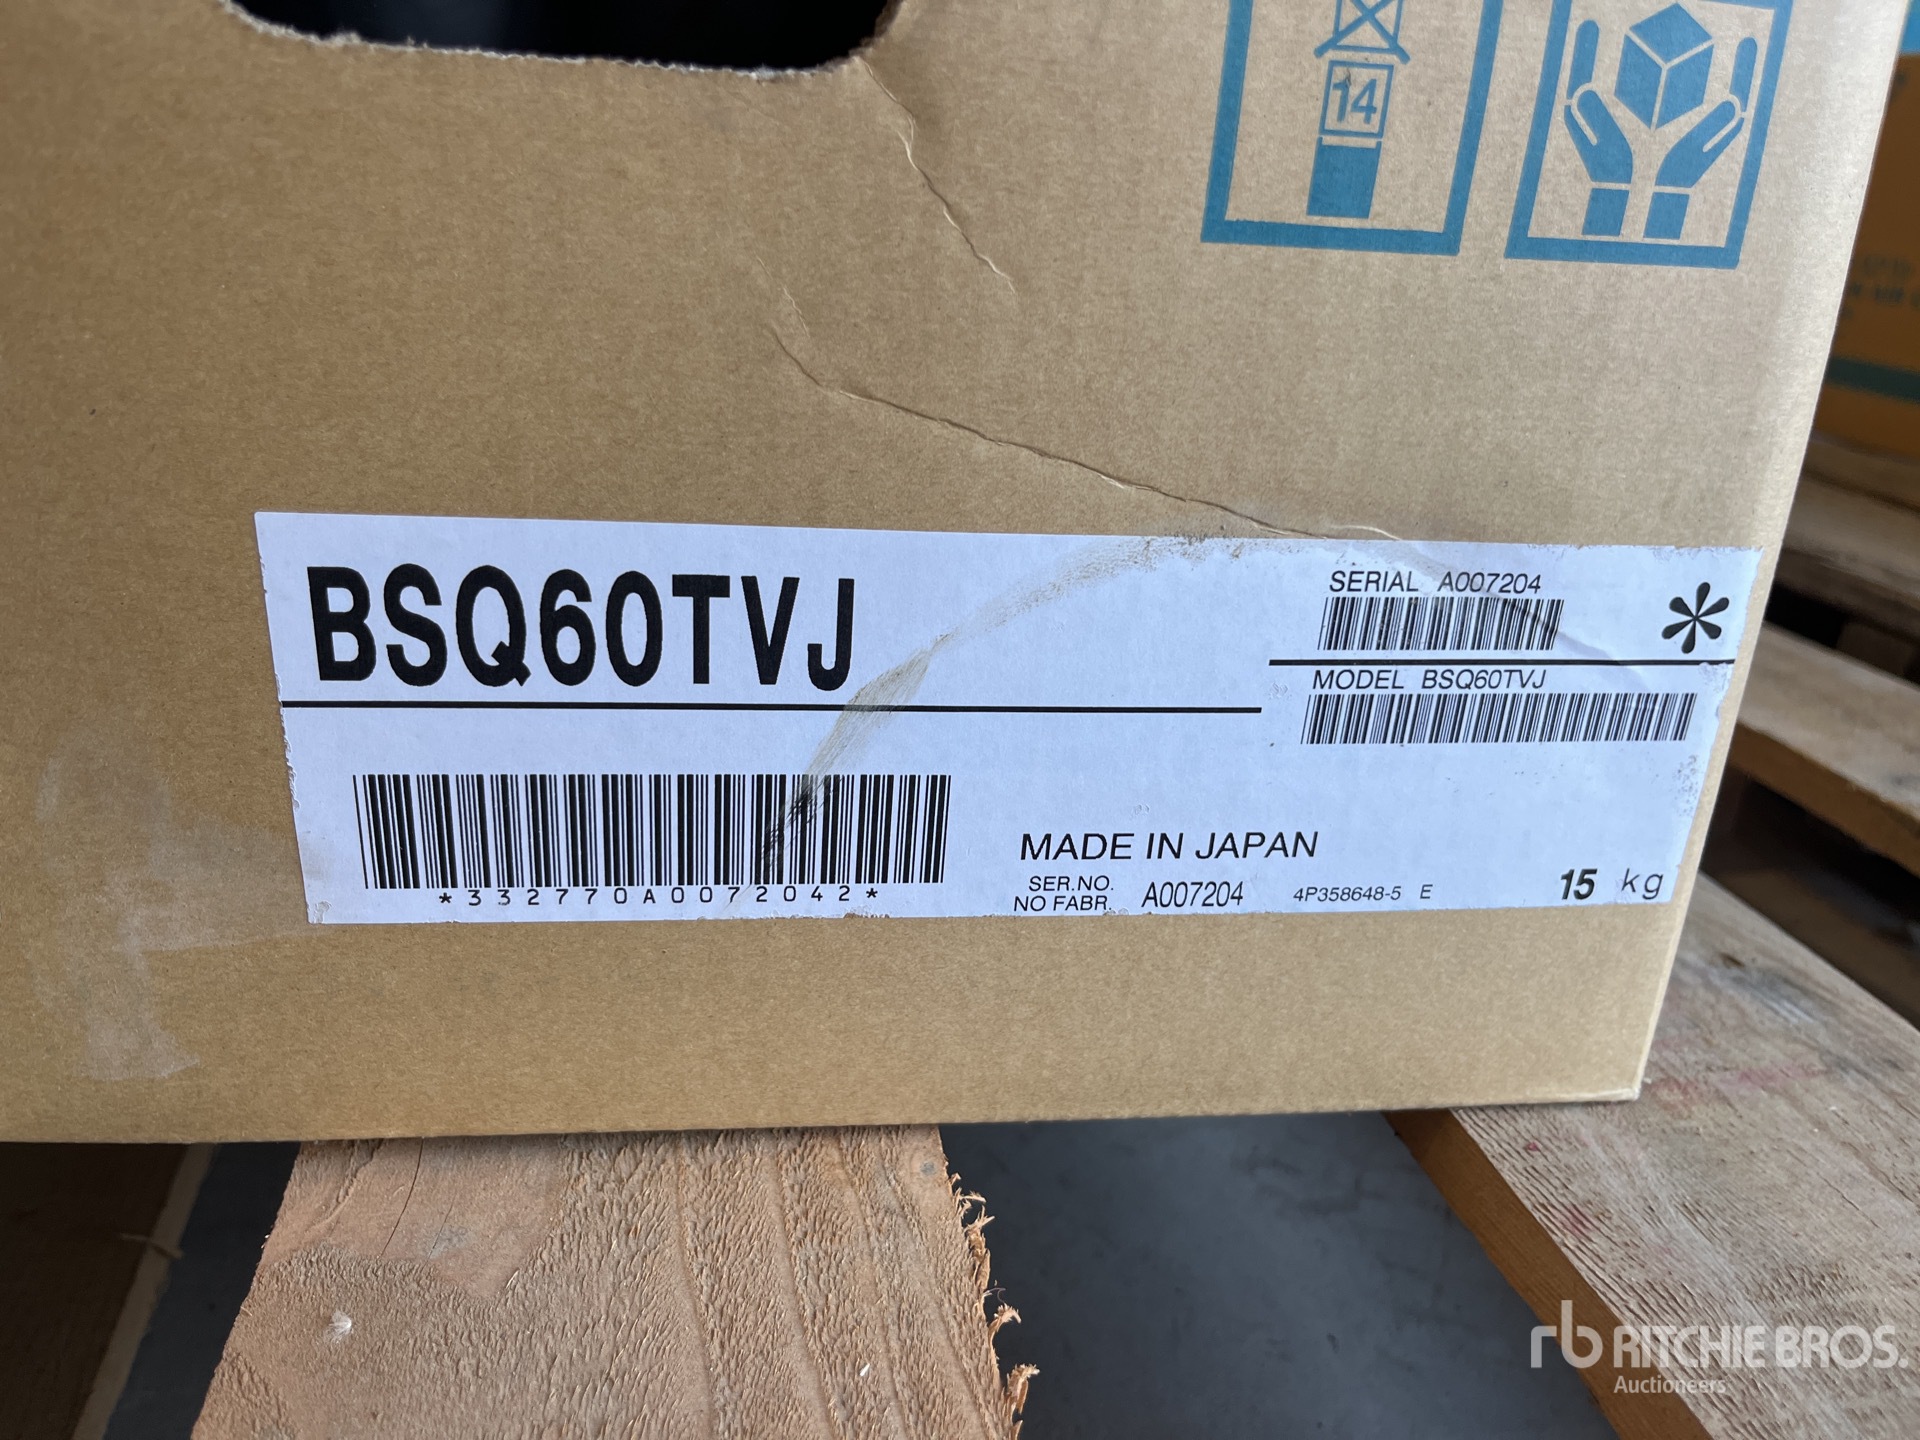 14
BSQ60TVJ
SERIAL A007204
*
MODEL BSQ60TVJ
*332770A0072042*
MADE IN JAPAN
SER.NO.
NO FABR. A007204
4P358648-5 E
15 kg
rb RITCHIE BROS.
Auctioneers